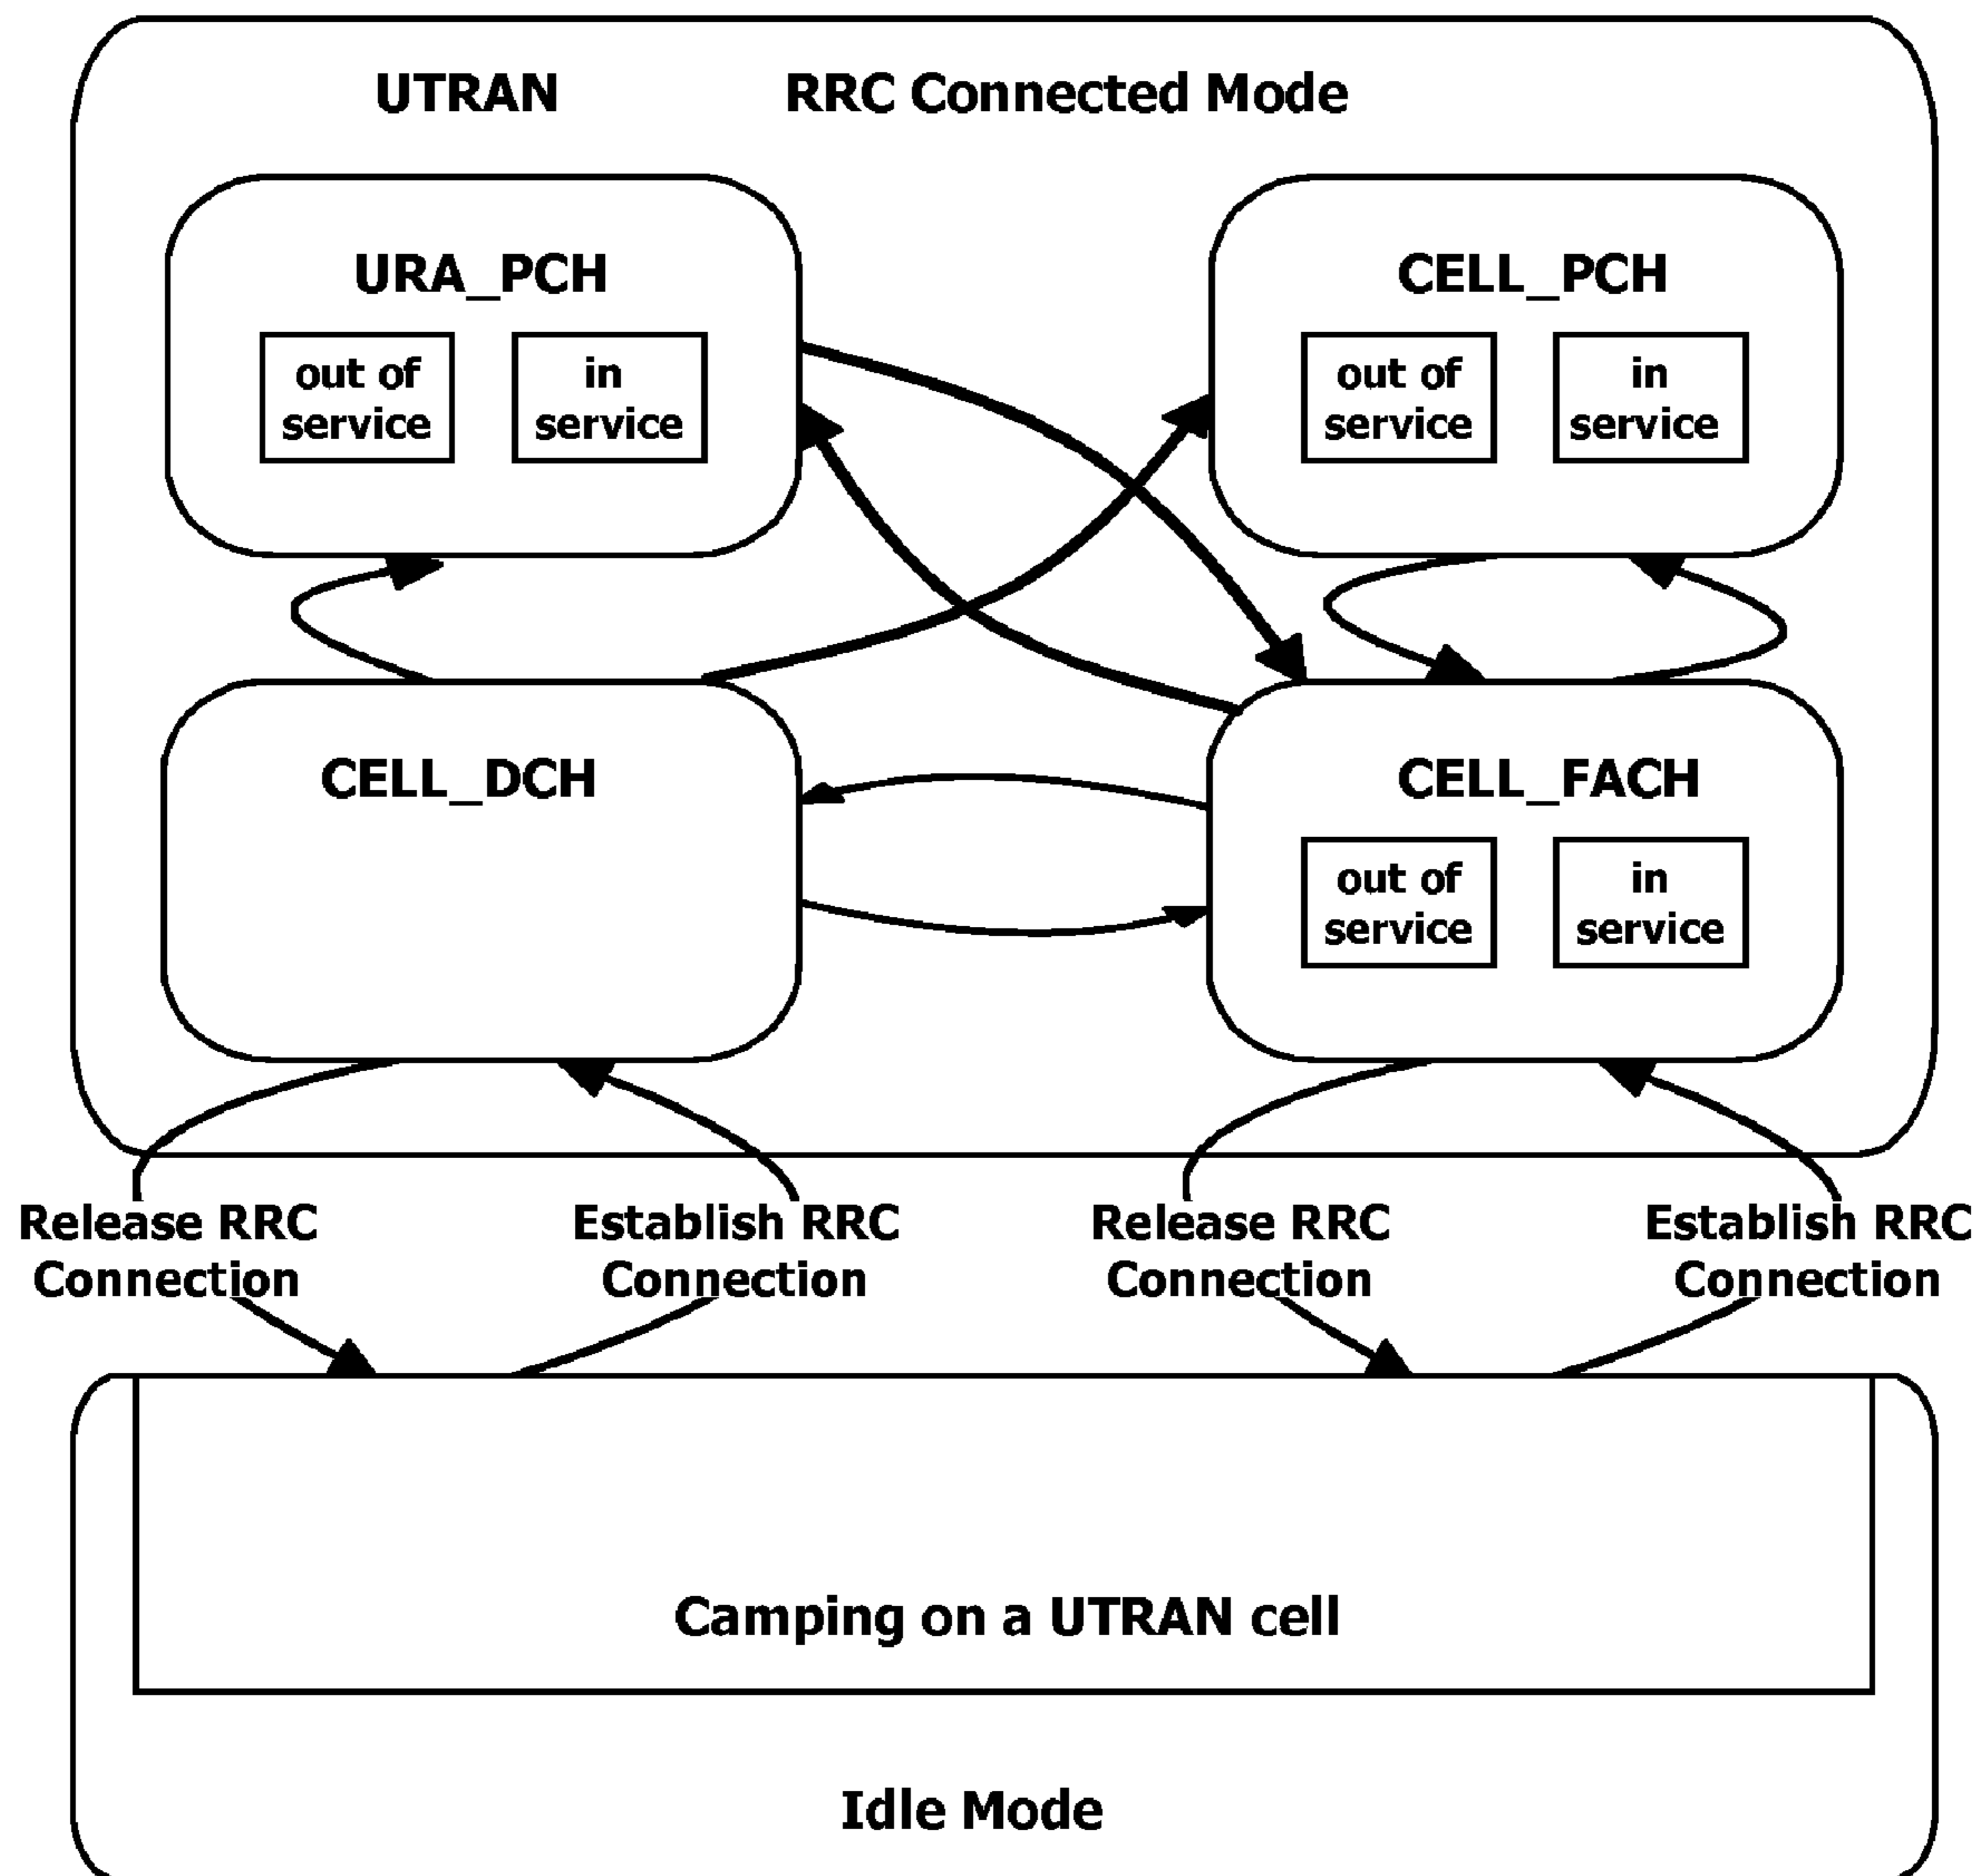 UTRAN RRC Connected Mode
URA_PCH
out of
service
in
service
CELL_PCH
out of
service
in
service
CELL_DCH
CELL_FACH
out of
service
in
service
Release RRC
Connection
Establish RRC
Connection
Release RRC
Connection
Establish RRC
Connection
Camping on a UTRAN cell
Idle Mode